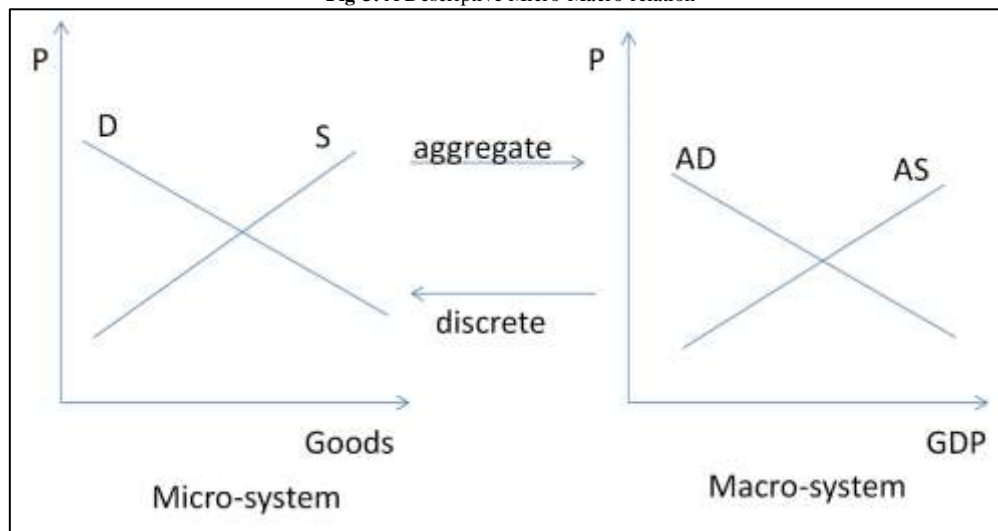 P
D
S
Goods
Micro-system
aggregate
discrete
P
AD
AS
GDP
Macro-system